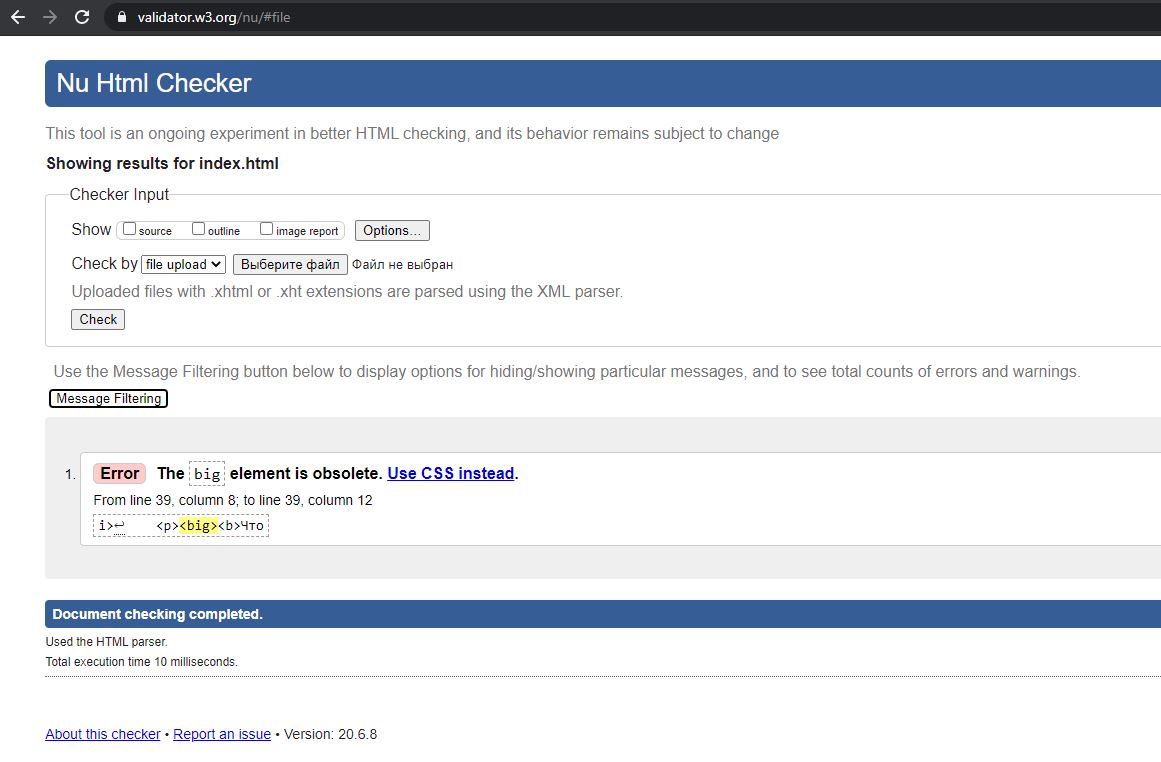 validator.w3.org/nu/#file
Nu Html Checker
This tool is an ongoing experiment in better HTML checking, and its behavior remains subject to change
Showing results for index.html
Checker Input
Show source outline image report Options...
Check by file upload Выберите файл Файл не выбран
Uploaded files with .xhtml or .xht extensions are parsed using the XML parser.
Check
Use the Message Filtering button below to display options for hiding/showing particular messages, and to see total counts of errors and warnings.
Message Filtering
1. Error The big element is obsolete. Use CSS instead.
From line 39, column 8; to line 39, column 12
i>↩ <p><big><b>Что
Document checking completed.
Used the HTML parser.
Total execution time 10 milliseconds.
About this checker • Report an issue • Version: 20.6.8